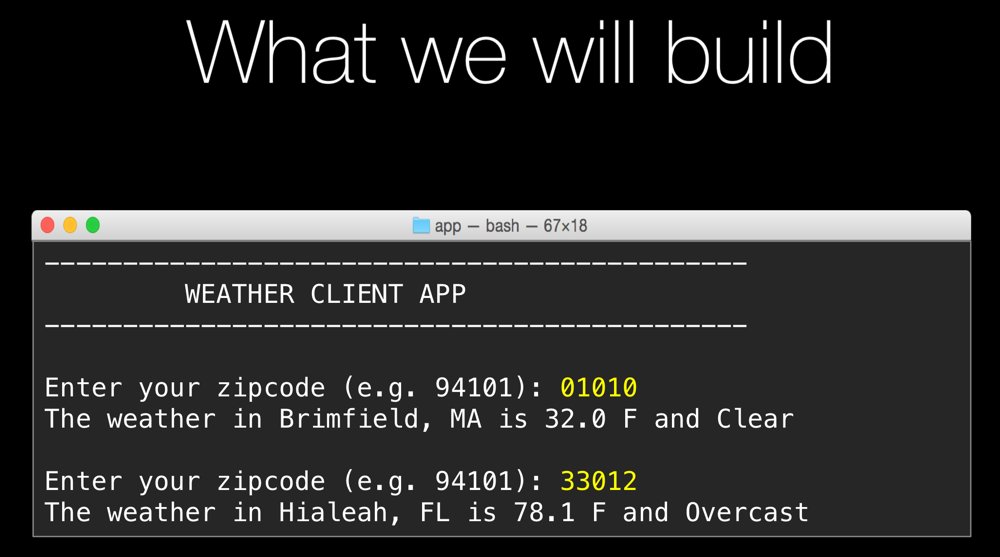 What we will build
app — bash — 67×18
---------------------------------------------
WEATHER CLIENT APP
---------------------------------------------
Enter your zipcode (e.g. 94101): 01010
The weather in Brimfield, MA is 32.0 F and Clear
Enter your zipcode (e.g. 94101): 33012
The weather in Hialeah, FL is 78.1 F and Overcast